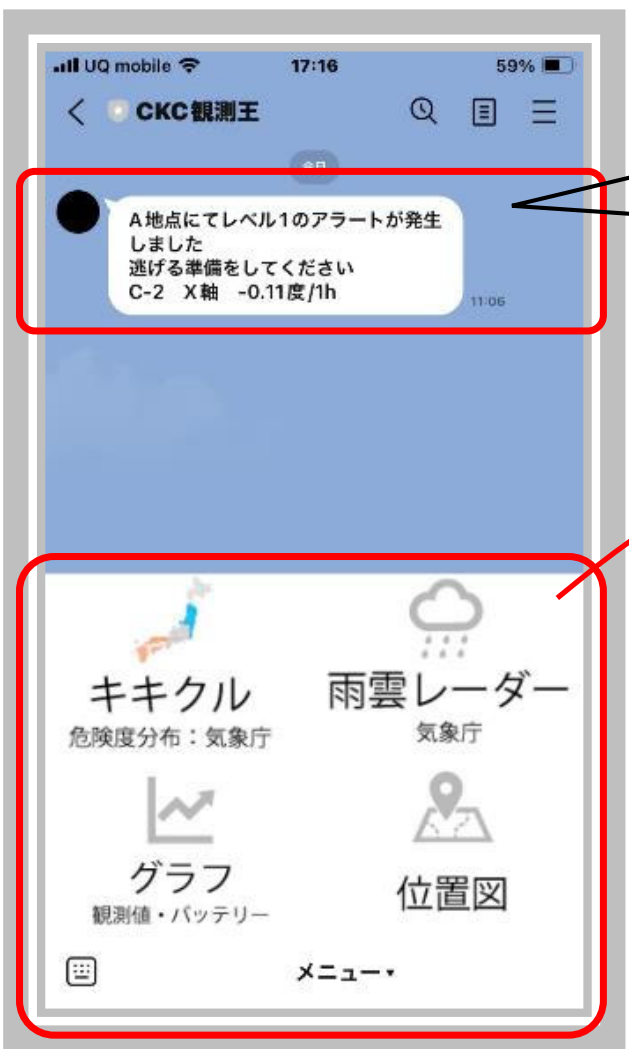 UQ mobile 17:16 59%
CKC観測王
今日
A地点にてレベル1のアラートが発生
しました
逃げる準備をしてください
C-2 X軸 -0.11度/1h
11:06
キキクル
危険度分布：気象庁
雨雲レーダー
気象庁
グラフ
観測値・バッテリー
位置図
メニュー▾